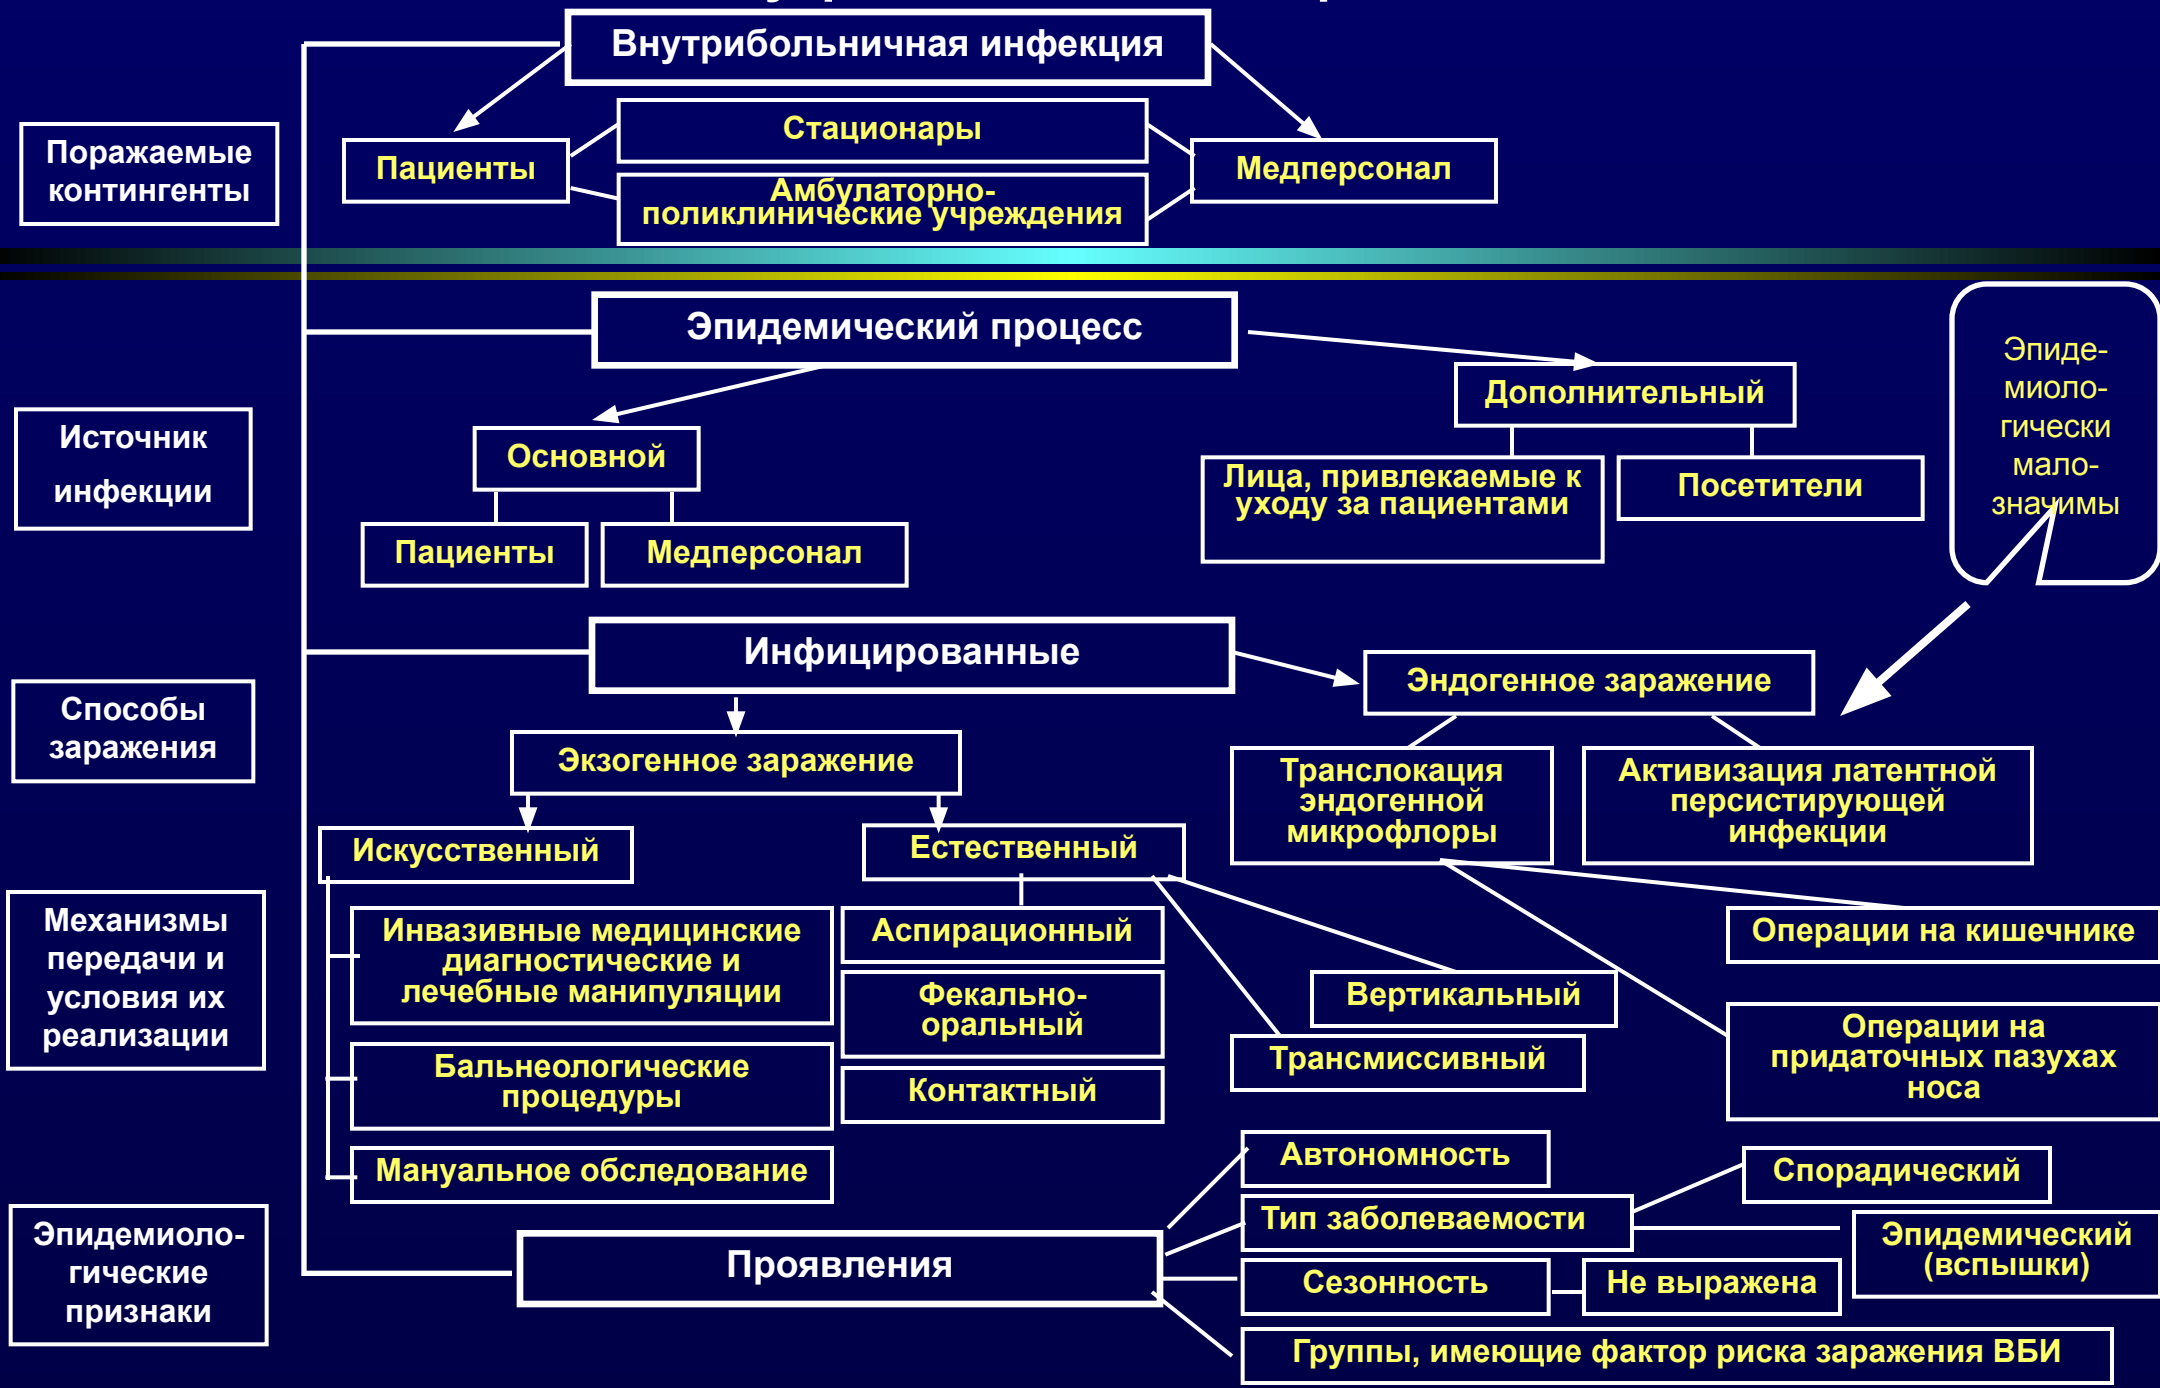 Внутрибольничная инфекция
Поражаемые
контингенты
Пациенты
Стационары
Амбулаторно-
поликлинические учреждения
Медперсонал
Эпидемический процесс
Источник
инфекции
Основной
Пациенты
Медперсонал
Дополнительный
Лица, привлекаемые к
уходу за пациентами
Посетители
Эпиде-
миоло-
гически
мало-
значимы
Инфицированные
Способы
заражения
Экзогенное заражение
Эндогенное заражение
Транслокация
эндогенной
микрофлоры
Активизация латентной
персистирующей
инфекции
Искусственный
Естественный
Механизмы
передачи и
условия их
реализации
Инвазивные медицинские
диагностические и
лечебные манипуляции
Бальнеологические
процедуры
Мануальное обследование
Аспирационный
Фекально-
оральный
Контактный
Вертикальный
Трансмиссивный
Операции на кишечнике
Операции на
придаточных пазухах
носа
Эпидемиоло-
гические
признаки
Проявления
Автономность
Тип заболеваемости
Спорадический
Эпидемический
(вспышки)
Сезонность
Не выражена
Группы, имеющие фактор риска заражения ВБИ